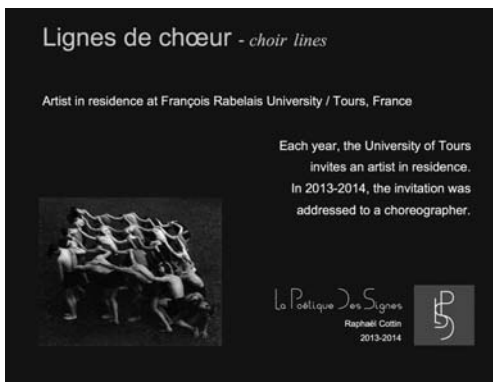 Lignes de chœur - choir lines
Artist in residence at François Rabelais University / Tours, France
Each year, the University of Tours
invites an artist in residence.
In 2013-2014, the invitation was
addressed to a choreographer.
La Poétique Des Signes
Raphaël Cottin
2013-2014